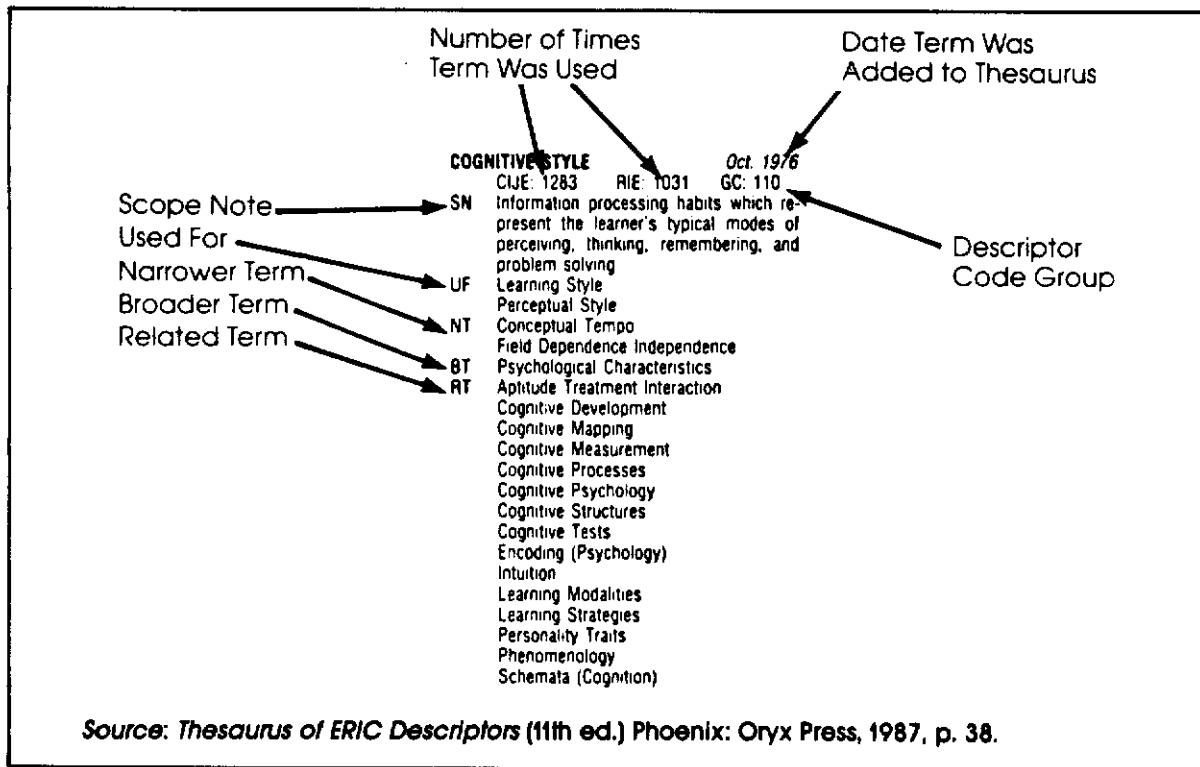 Number of Times
Term Was Used
Date Term Was
Added to Thesaurus
COGNITIVE STYLE Oct. 1976
CIJE: 1283 RIE: 1031 GC: 110
Scope Note
SN Information processing habits which re-
present the learner's typical modes of
perceiving, thinking, remembering, and
problem solving
Used For
UF Learning Style
Perceptual Style
Narrower Term
NT Conceptual Tempo
Field Dependence Independence
Broader Term
BT Psychological Characteristics
Related Term
RT Aptitude Treatment Interaction
Cognitive Development
Cognitive Mapping
Cognitive Measurement
Cognitive Processes
Cognitive Psychology
Cognitive Structures
Cognitive Tests
Encoding (Psychology)
Intuition
Learning Modalities
Learning Strategies
Personality Traits
Phenomenology
Schemata (Cognition)
Descriptor
Code Group
Source: Thesaurus of ERIC Descriptors (11th ed.) Phoenix: Oryx Press, 1987, p. 38.